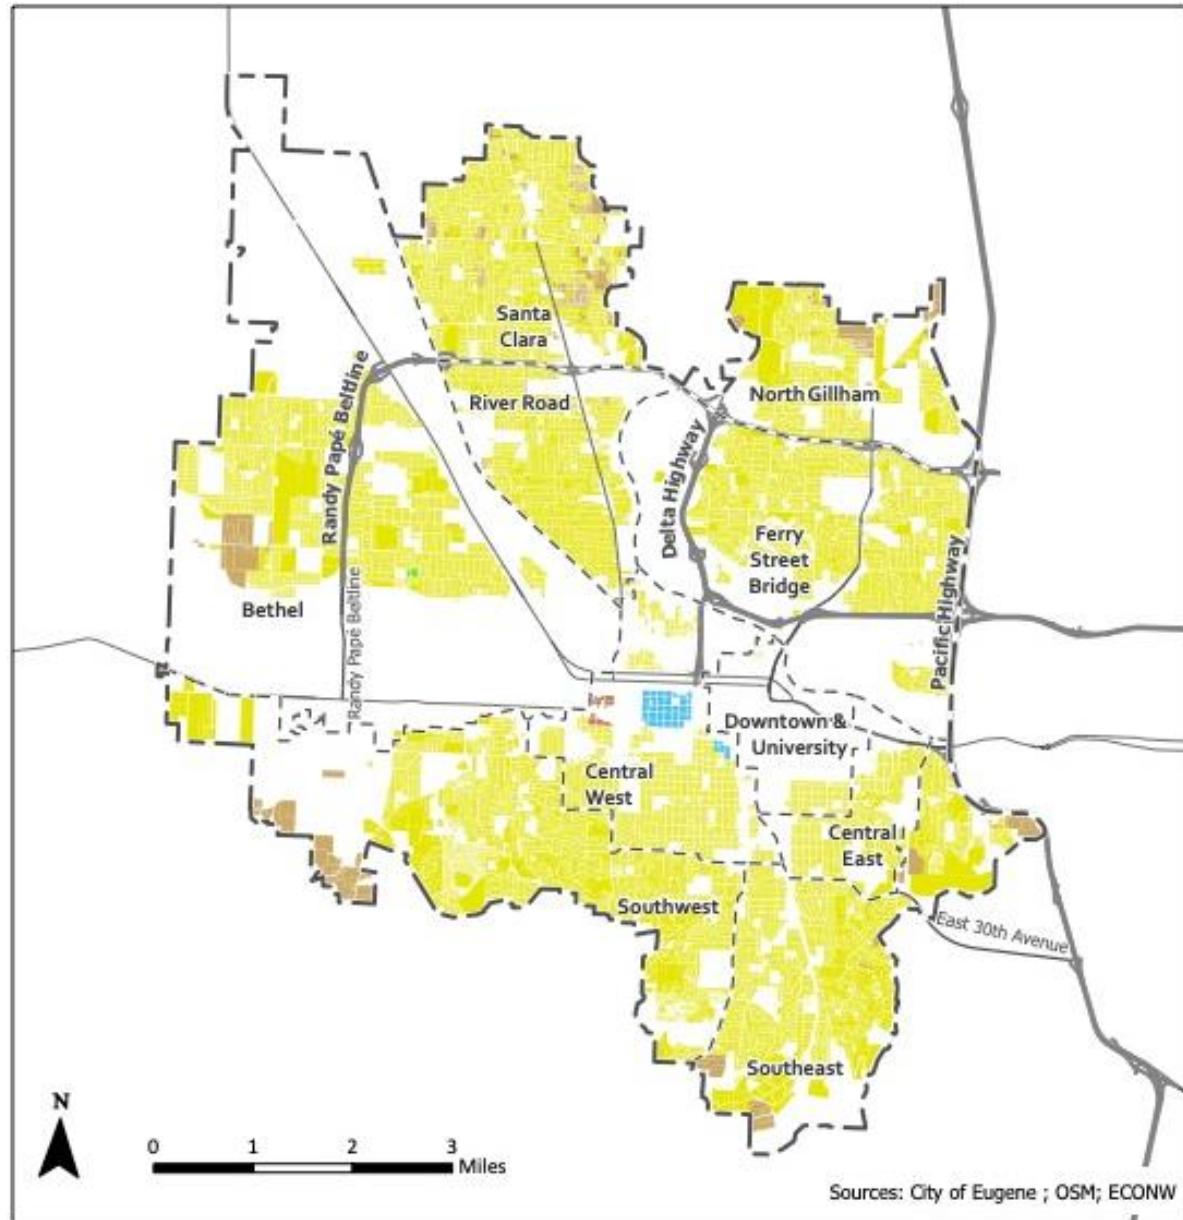 Santa
Clara
North Gillham
River Road
Randy Papé Beltline
Delta Highway
Ferry
Street
Bridge
Pacific Highway
Bethel
Randy Papé Beltline
Downtown &
University
Central
West
Central
East
Southwest
East 30th Avenue
Southeast
N
0 1 2 3
Miles
Sources: City of Eugene ; OSM; ECONW